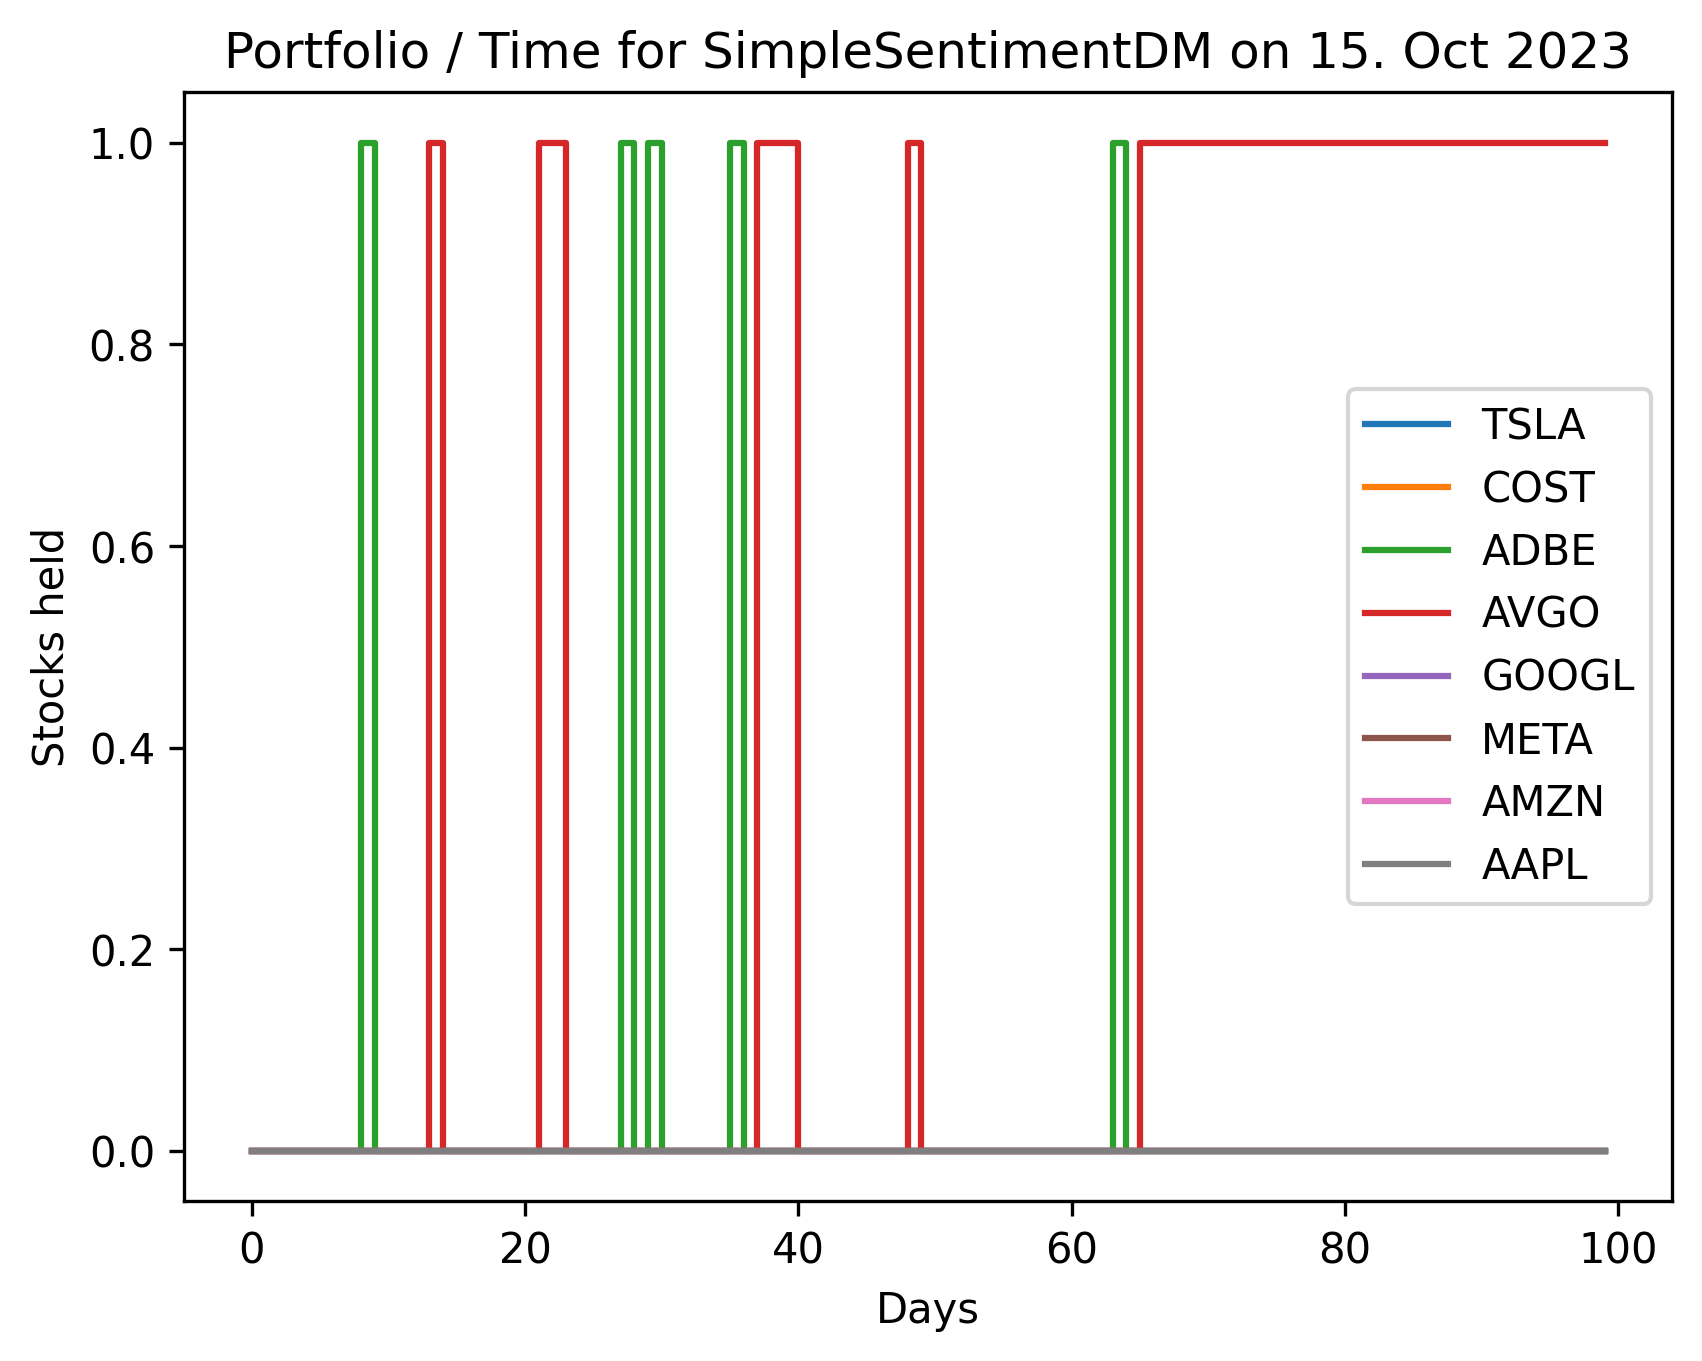 Portfolio / Time for SimpleSentimentDM on 15. Oct 2023
1.0
0.8
0.6
0.4
0.2
0.0
Stocks held
TSLA
COST
ADBE
AVGO
GOOGL
META
AMZN
AAPL
0 20 40 60 80 100
Days